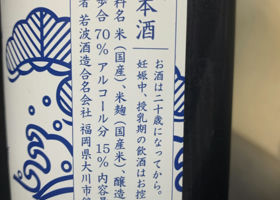 本酒
お酒は二十歳になってから。
妊娠中、授乳期の飲酒はお控
料名 米(国産)、米麹(国産米)、醸造
歩合 70% アルコール分 15% 内容量
者 若波酒造合名会社 福岡県大川市